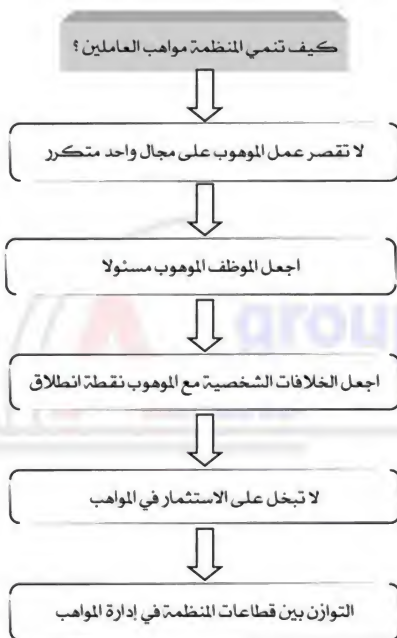 كيف تنمي المنظمة مواهب العاملين ؟
لا تقصر عمل الموهوب على مجال واحد متكرر
اجعل الموظف الموهوب مسئولا
group
اجعل الخلافات الشخصية مع الموهوب نقطة انطلاق
لا تبخل على الاستثمار في المواهب
التوازن بين قطاعات المنظمة في إدارة المواهب